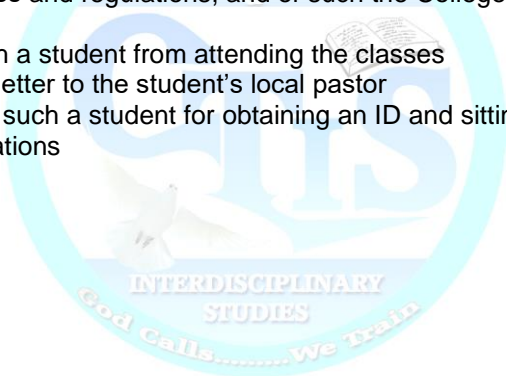 es and regulations, and of such the College
n a student from attending the classes
etter to the student's local pastor
such a student for obtaining an ID and sittin
ations
CTIS
INTERDISCIPLINARY
STUDIES
God Calls.........We Train